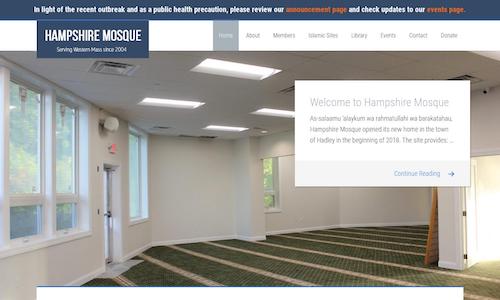 In light of the recent outbreak and as a public health precaution, please review our announcement page and check updates to our events page.
HAMPSHIRE MOSQUE
Serving Western Mass since 2004
Home About Members Islamic Sites Library Events Contact Donate
Welcome to Hampshire Mosque
As-salaamu 'alaykum wa rahmatullahi wa barakatahau,
Hampshire Mosque opened its new home in the town
of Hadley in the beginning of 2018. The site provides: ...
Continue Reading